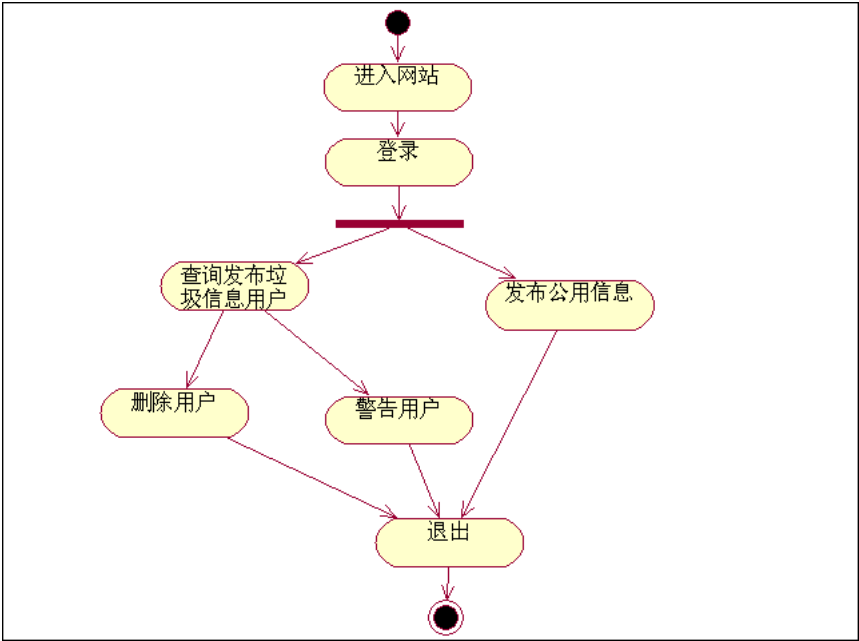 进入网站
登录
查询发布垃
圾信息用户
发布公用信息
删除用户
警告用户
退出